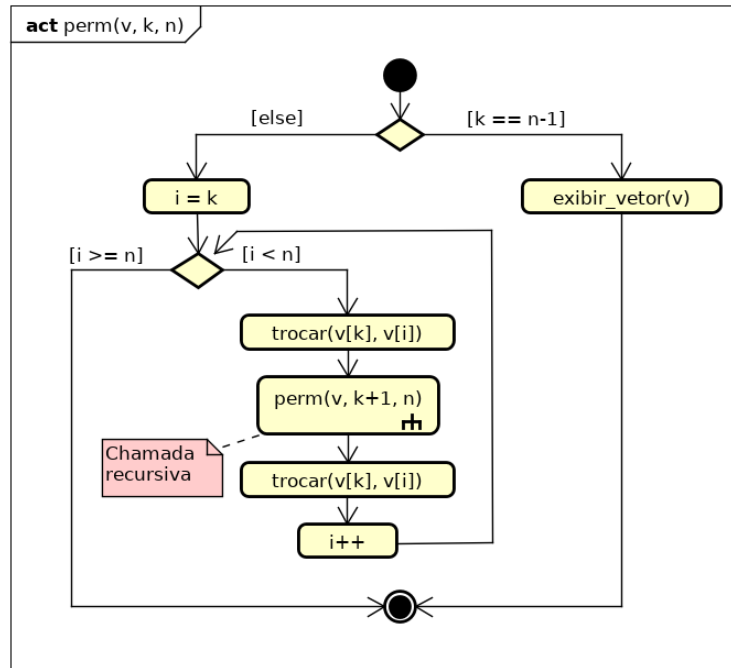 act perm(v, k, n)
[else]
[k == n-1]
i = k
exibir_vetor(v)
[i >= n]
[i < n]
trocar(v[k], v[i])
perm(v, k+1, n)
Chamada
recursiva
trocar(v[k], v[i])
i++